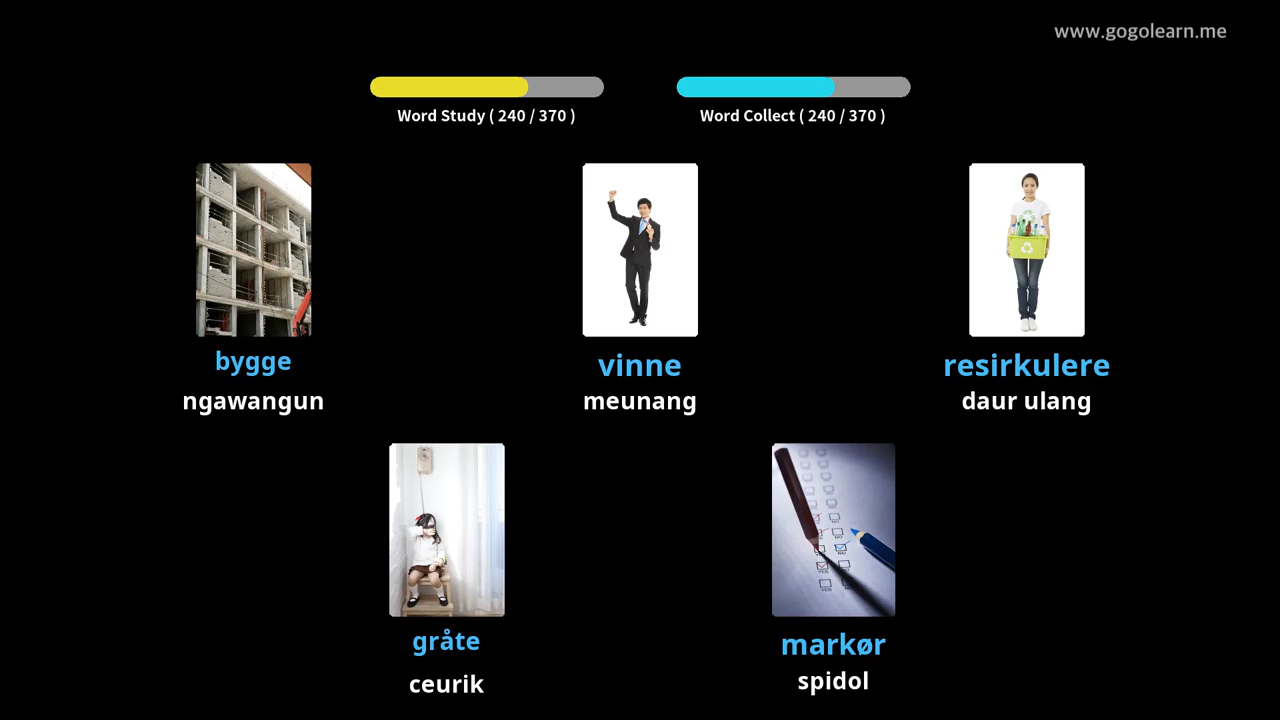 www.gogolearn.me
Word Study ( 240 / 370 )
Word Collect ( 240 / 370 )
bygge
ngawangun
vinne
meunang
resirkulere
daur ulang
gråte
ceurik
markør
spidol